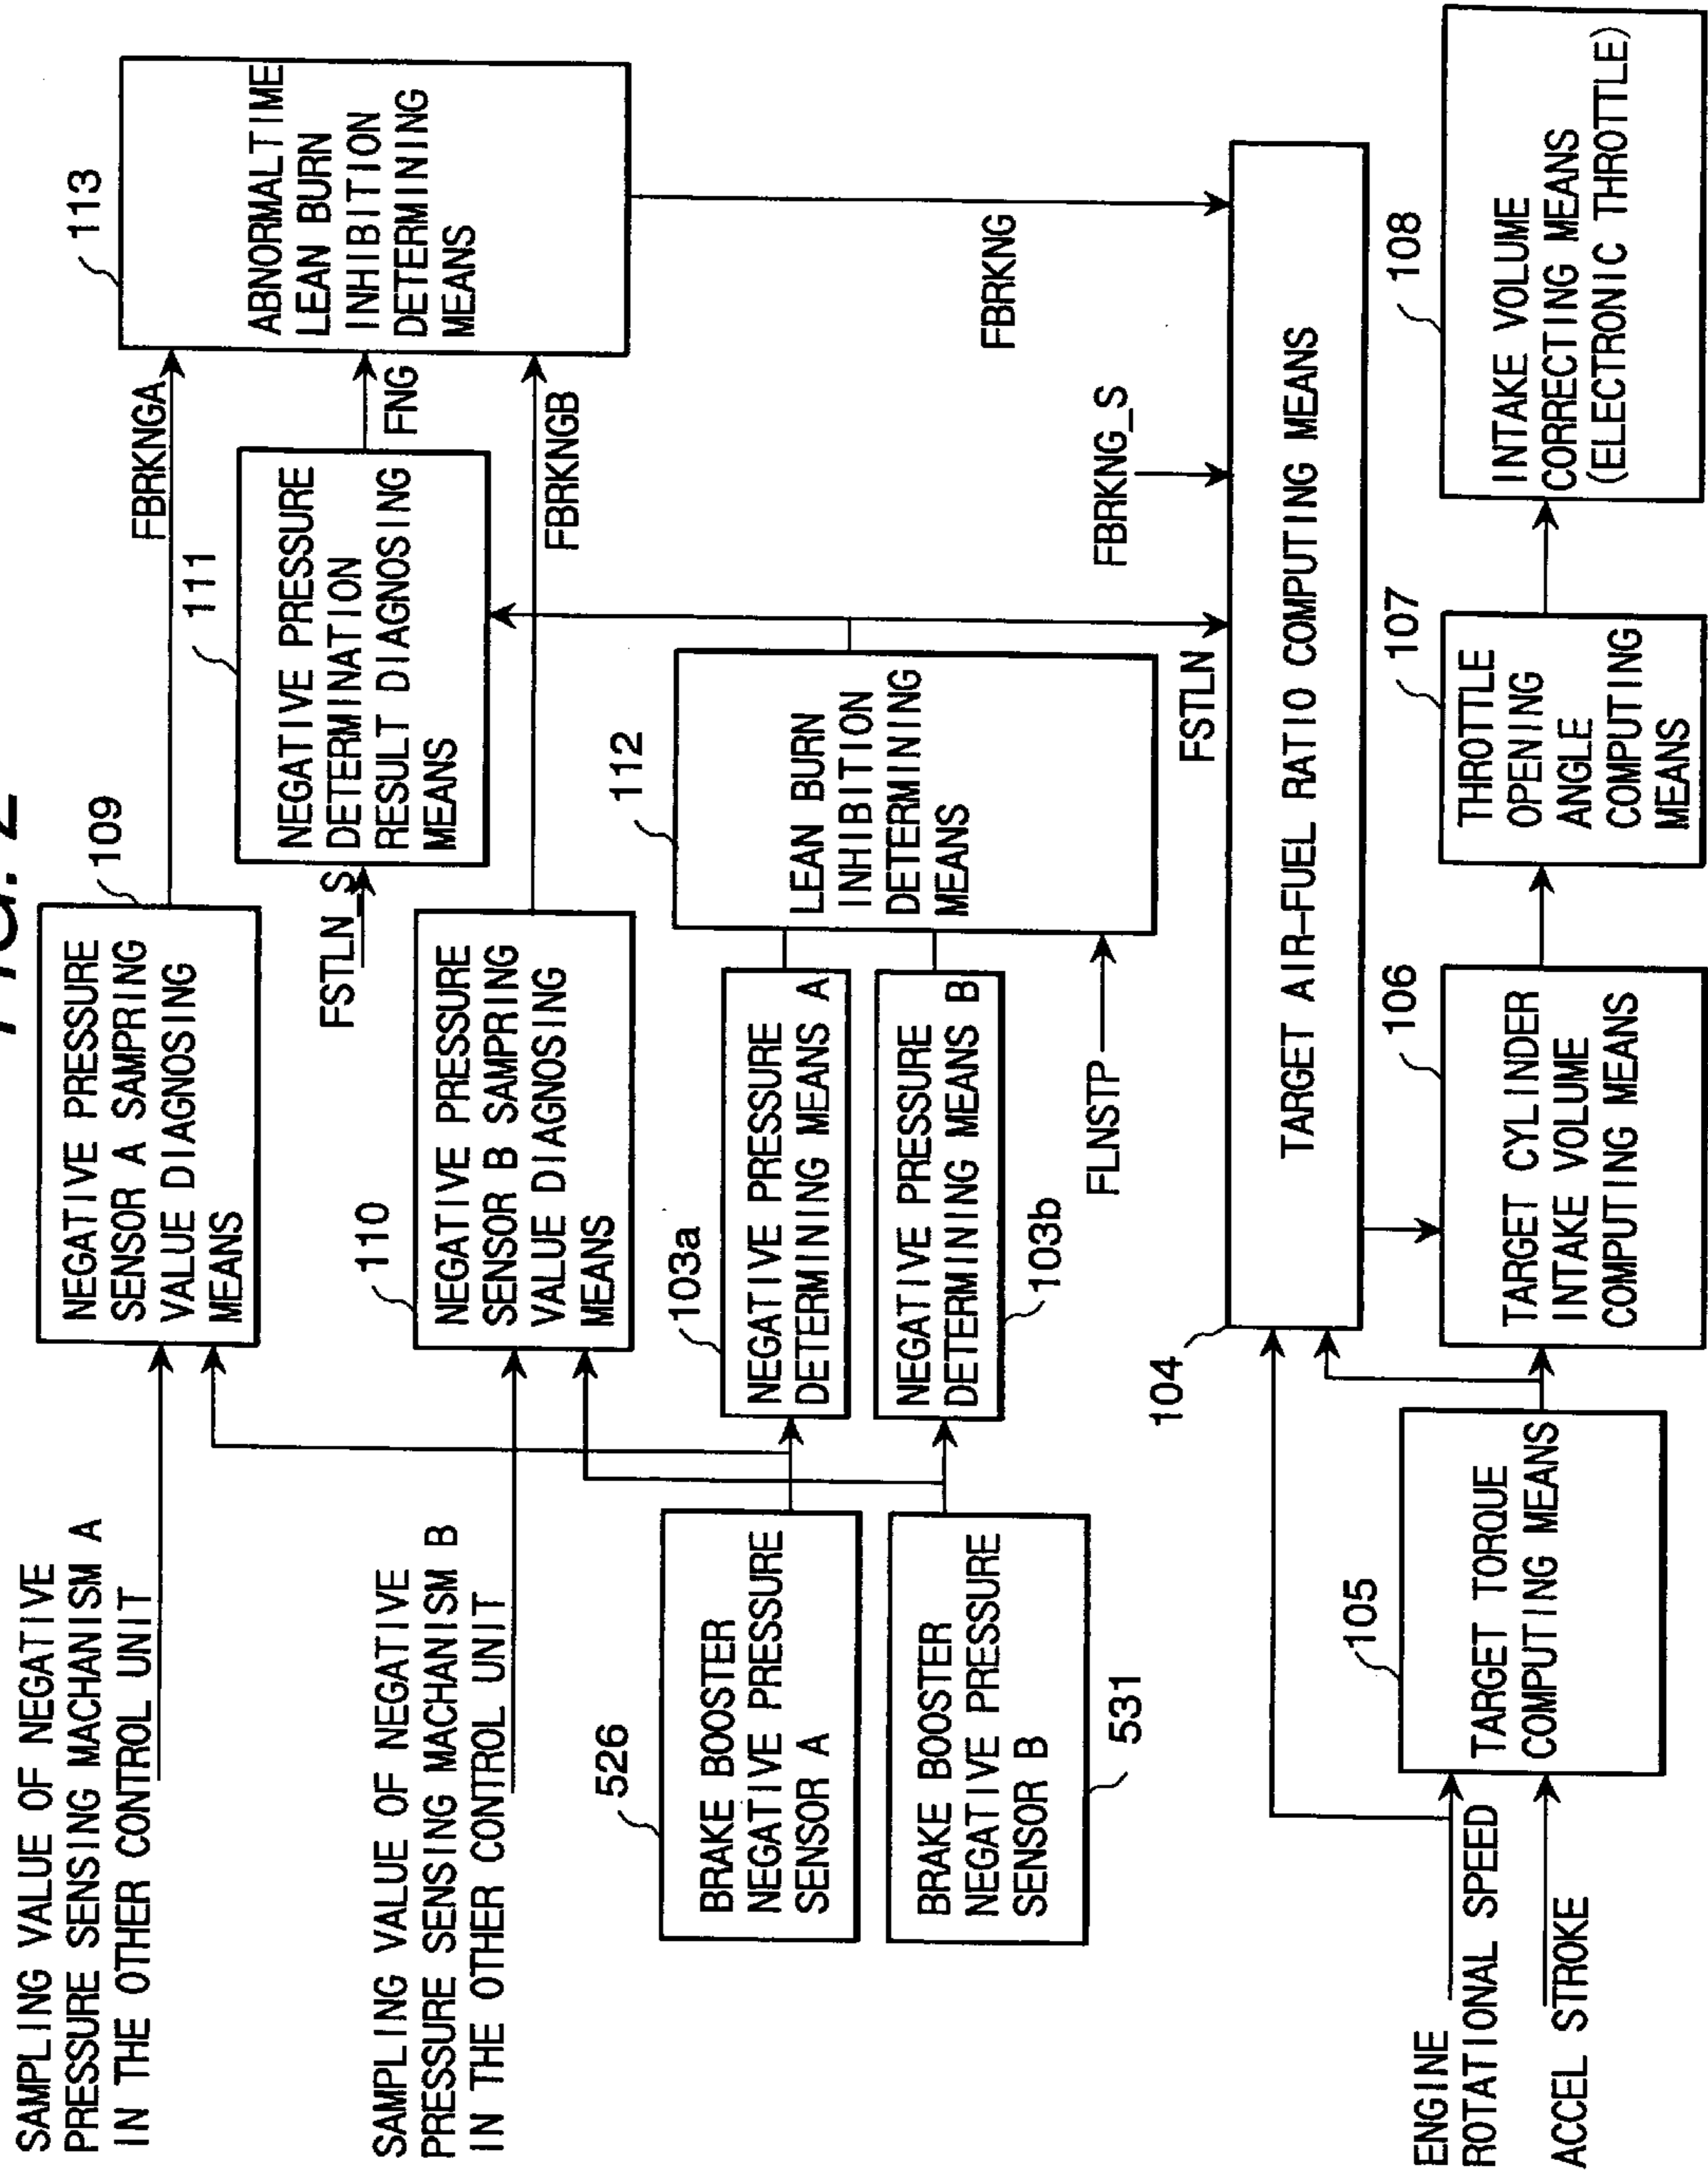 FIG. 2
SAMPLING VALUE OF NEGATIVE
PRESSURE SENSING MACHANISM A
IN THE OTHER CONTROL UNIT
NEGATIVE PRESSURE
SENSOR A SAMPRING
VALUE DIAGNOSING
MEANS
109
FBRKNGA
113
ABNORMALTIME
LEAN BURN
INHIBITION
DETERMINING
MEANS
111
NEGATIVE PRESSURE
DETERMINATION
RESULT DIAGNOSING
MEANS
FSTLN_S
FNG
SAMPLING VALUE OF NEGATIVE
PRESSURE SENSING MACHANISM B
IN THE OTHER CONTROL UNIT
110
NEGATIVE PRESSURE
SENSOR B SAMPRING
VALUE DIAGNOSING
MEANS
FBRKNGB
526
BRAKE BOOSTER
NEGATIVE PRESSURE
SENSOR A
103a
NEGATIVE PRESSURE
DETERMINING MEANS A
112
LEAN BURN
INHIBITION
DETERMINING
MEANS
BRAKE BOOSTER
NEGATIVE PRESSURE
SENSOR B
531
NEGATIVE PRESSURE
DETERMINING MEANS B
103b
FLNSTP
FSTLN
FBRKNG_S
FBRKNG
104
TARGET AIR-FUEL RATIO COMPUTING MEANS
ENGINE
ROTATIONAL SPEED
ACCEL STROKE
105
TARGET TORQUE
COMPUTING MEANS
106
TARGET CYLINDER
INTAKE VOLUME
COMPUTING MEANS
107
THROTTLE
OPENING
ANGLE
COMPUTING
MEANS
108
INTAKE VOLUME
CORRECTING MEANS
(ELECTRONIC THROTTLE)